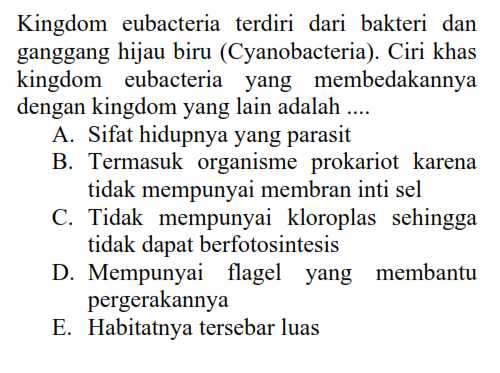 Kingdom eubacteria terdiri dari bakteri dan
ganggang hijau biru (Cyanobacteria). Ciri khas
kingdom eubacteria yang membedakannya
dengan kingdom yang lain adalah ....
A. Sifat hidupnya yang parasit
B. Termasuk organisme prokariot karena
tidak mempunyai membran inti sel
C. Tidak mempunyai kloroplas sehingga
tidak dapat berfotosintesis
D. Mempunyai flagel yang membantu
pergerakannya
E. Habitatnya tersebar luas